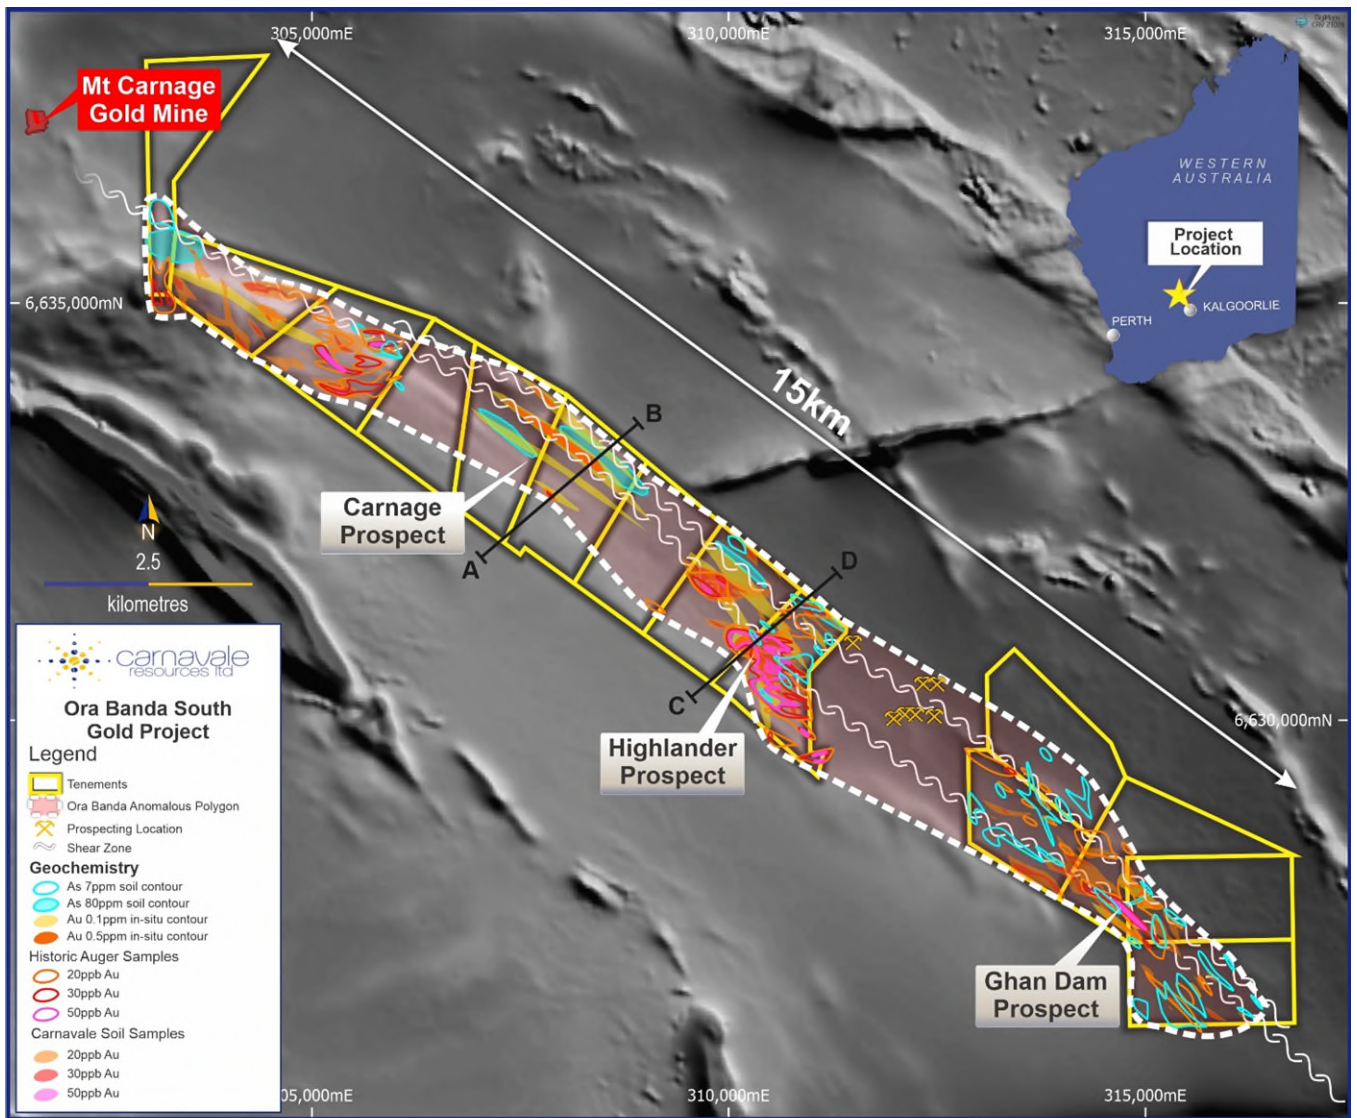 305,000mE
310,000mE
315,000mE
Mt Carnage
Gold Mine
WESTERN
AUSTRALIA
Project
Location
KALGOORLIE
PERTH
6,635,000mN
15km
B
Carnage
Prospect
A
N
2.5
kilometres
D
C
Highlander
Prospect
6,630,000mN
Ghan Dam
Prospect
carnavale
resources ltd
Ora Banda South
Gold Project
Legend
Tenements
Ora Banda Anomalous Polygon
Prospecting Location
Shear Zone
Geochemistry
As 7ppm soil contour
As 80ppm soil contour
Au 0.1ppm in-situ contour
Au 0.5ppm in-situ contour
Historic Auger Samples
20ppb Au
30ppb Au
50ppb Au
Carnavale Soil Samples
20ppb Au
30ppb Au
50ppb Au
05,000mE
310,000mE
315,000mE